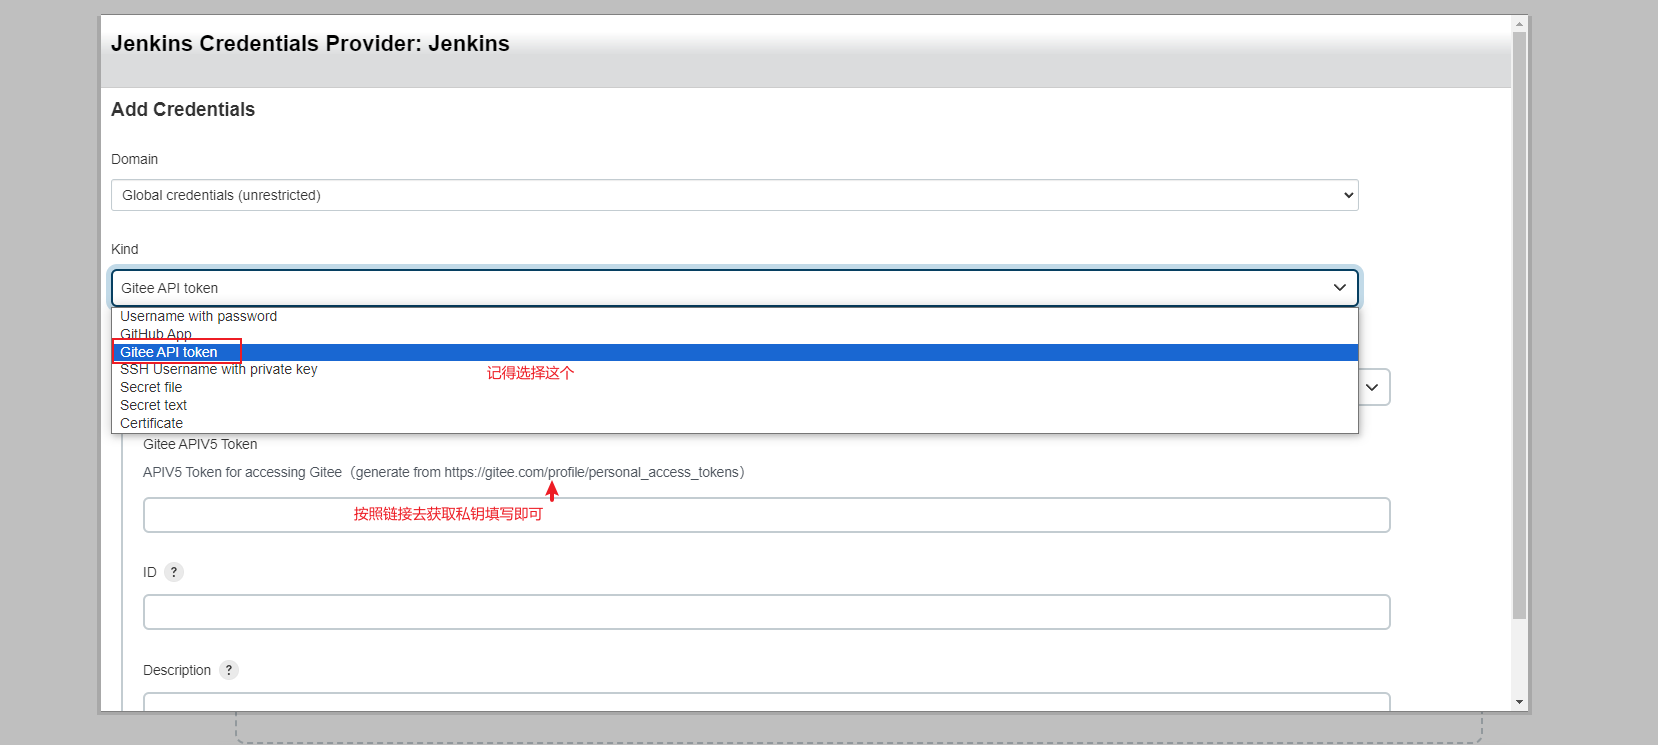 Jenkins Credentials Provider: Jenkins
Add Credentials
Domain
Global credentials (unrestricted)
Kind
Gitee API token
Username with password
GitHub App
Gitee API token
SSH Username with private key
记得选择这个
Secret file
Secret text
Certificate
Gitee APIV5 Token
APIV5 Token for accessing Gitee（generate from https://gitee.com/profile/personal_access_tokens）
按照链接去获取私钥填写即可
ID ?
Description ?